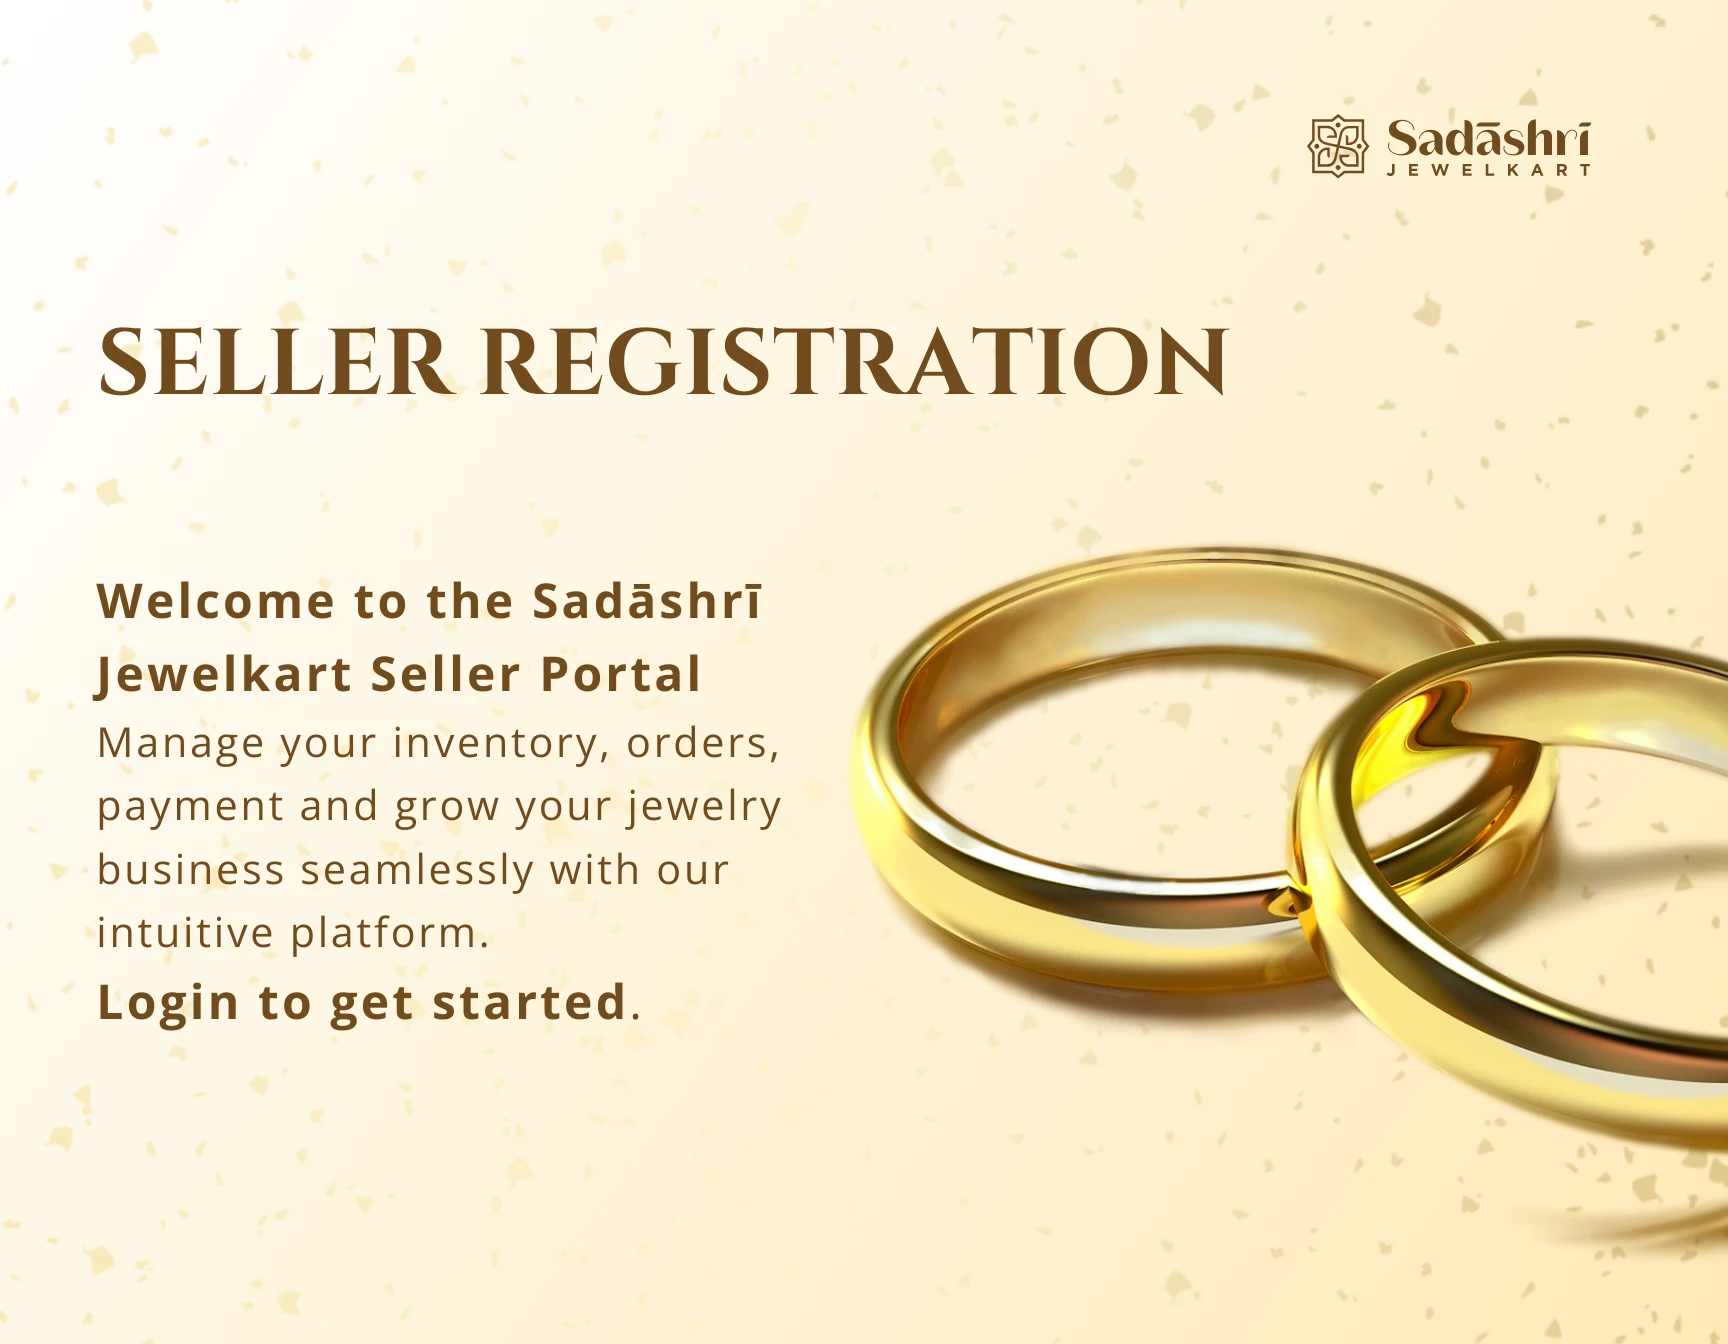 Sadāshrī
JEWELKART
SELLER REGISTRATION
Welcome to the Sadāshrī
Jewelkart Seller Portal
Manage your inventory, orders,
payment and grow your jewelry
business seamlessly with our
intuitive platform.
Login to get started.